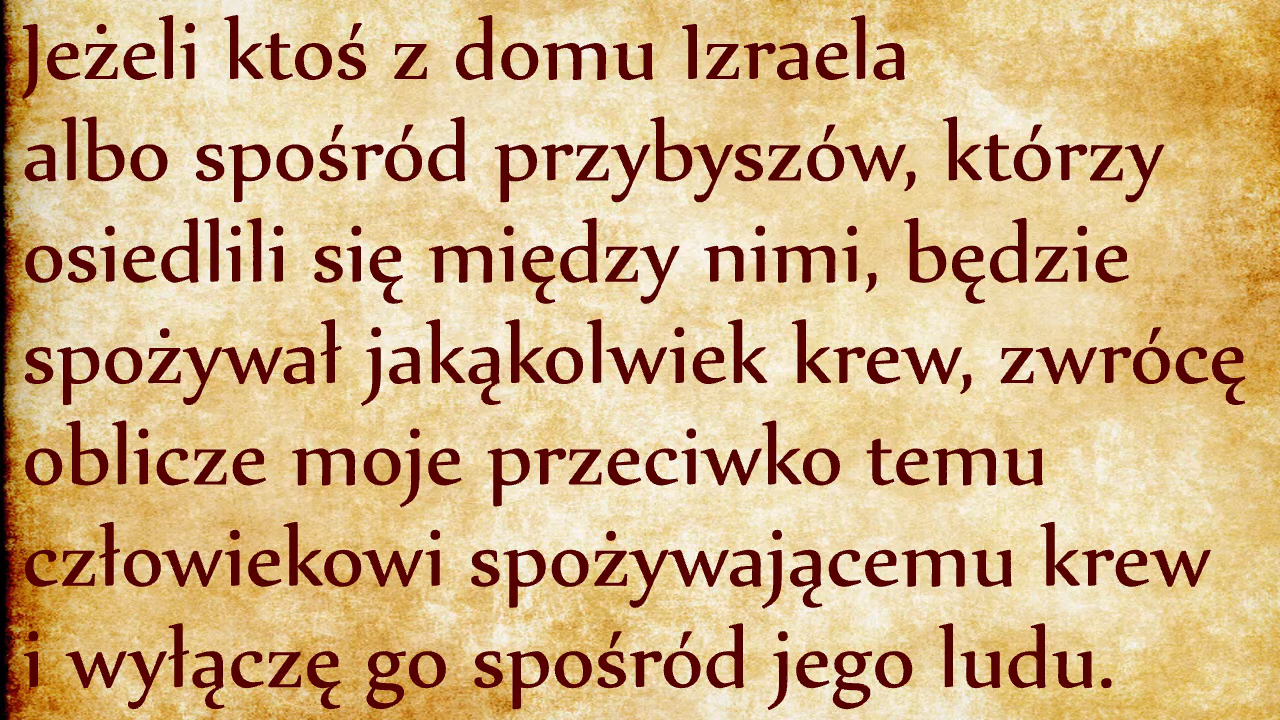 Jeżeli ktoś z domu Izraela
albo spośród przybyszów, którzy
osiedlili się między nimi, będzie
spożywał jakąkolwiek krew, zwrócę
oblicze moje przeciwko temu
człowiekowi spożywającemu krew
i wyłączę go spośród jego ludu.